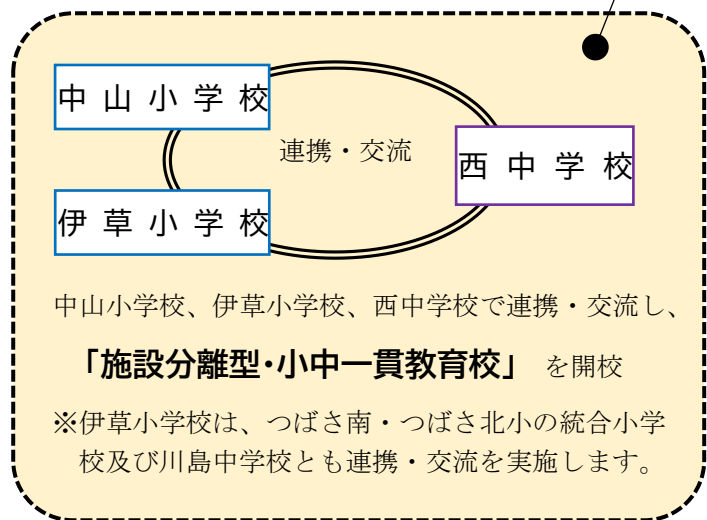 中山小学校
連携・交流
西中学校
伊草小学校
中山小学校、伊草小学校、西中学校で連携・交流し、
「施設分離型・小中一貫教育校」 を開校
※伊草小学校は、つばさ南・つばさ北小の統合小学
校及び川島中学校とも連携・交流を実施します。